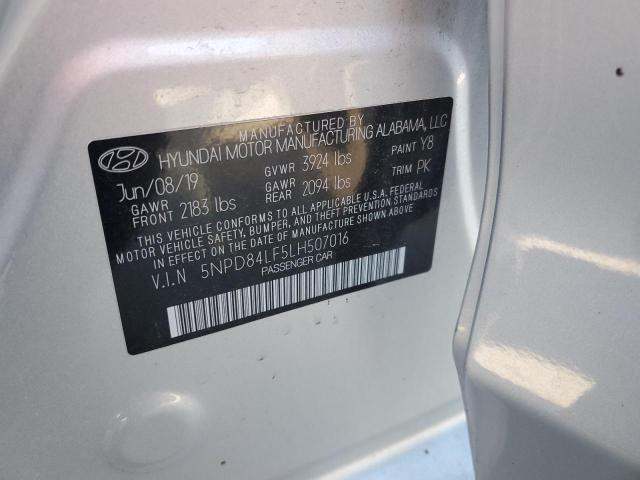 MANUFACTURED BY
HYUNDAI MOTOR MANUFACTURING ALABAMA, LLC
Jun/08/19 GVWR 3924 lbs PAINT Y8
GAWR FRONT 2183 lbs GAWR REAR 2094 lbs TRIM PK
THIS VEHICLE CONFORMS TO ALL APPLICABLE U.S.A. FEDERAL
MOTOR VEHICLE SAFETY, BUMPER, AND THEFT PREVENTION STANDARDS
IN EFFECT ON THE DATE OF MANUFACTURE SHOWN ABOVE.
V.I.N 5NPD84LF5LH507016
PASSENGER CAR